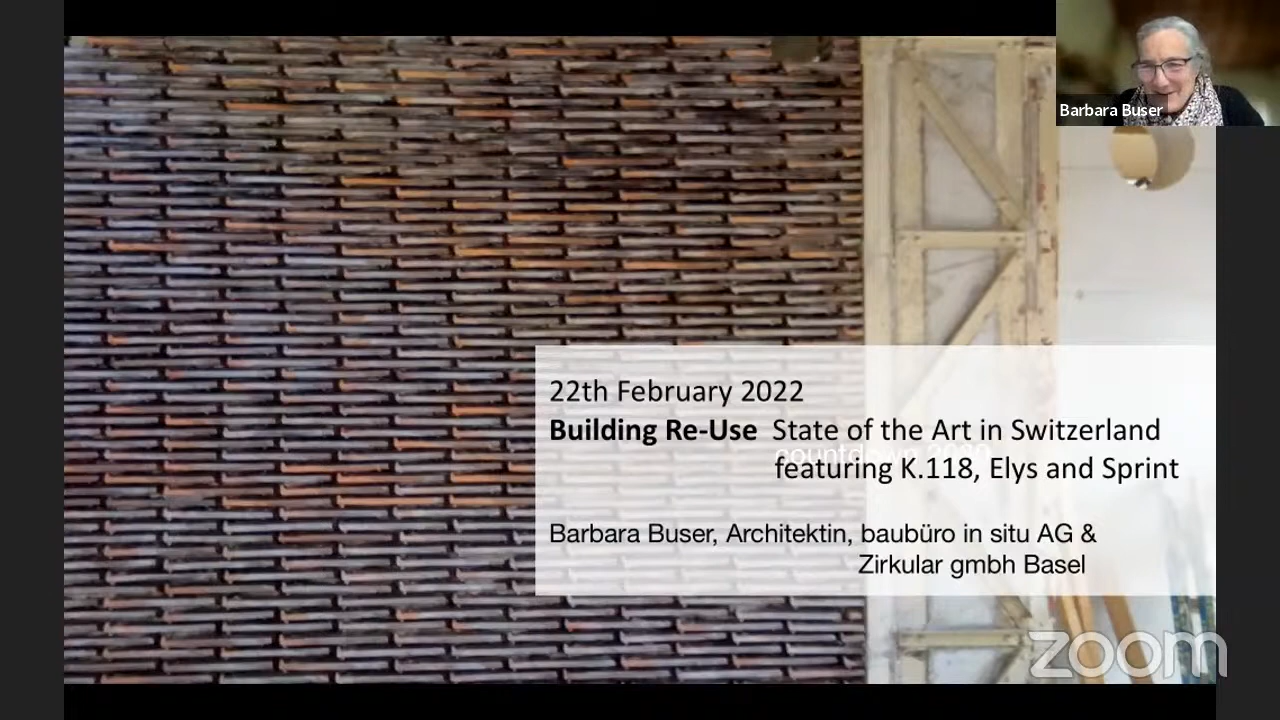 Barbara Buser
22th February 2022
Building Re-Use State of the Art in Switzerland
featuring K.118, Elys and Sprint
Barbara Buser, Architektin, baubüro in situ AG &
Zirkular gmbh Basel
zoom